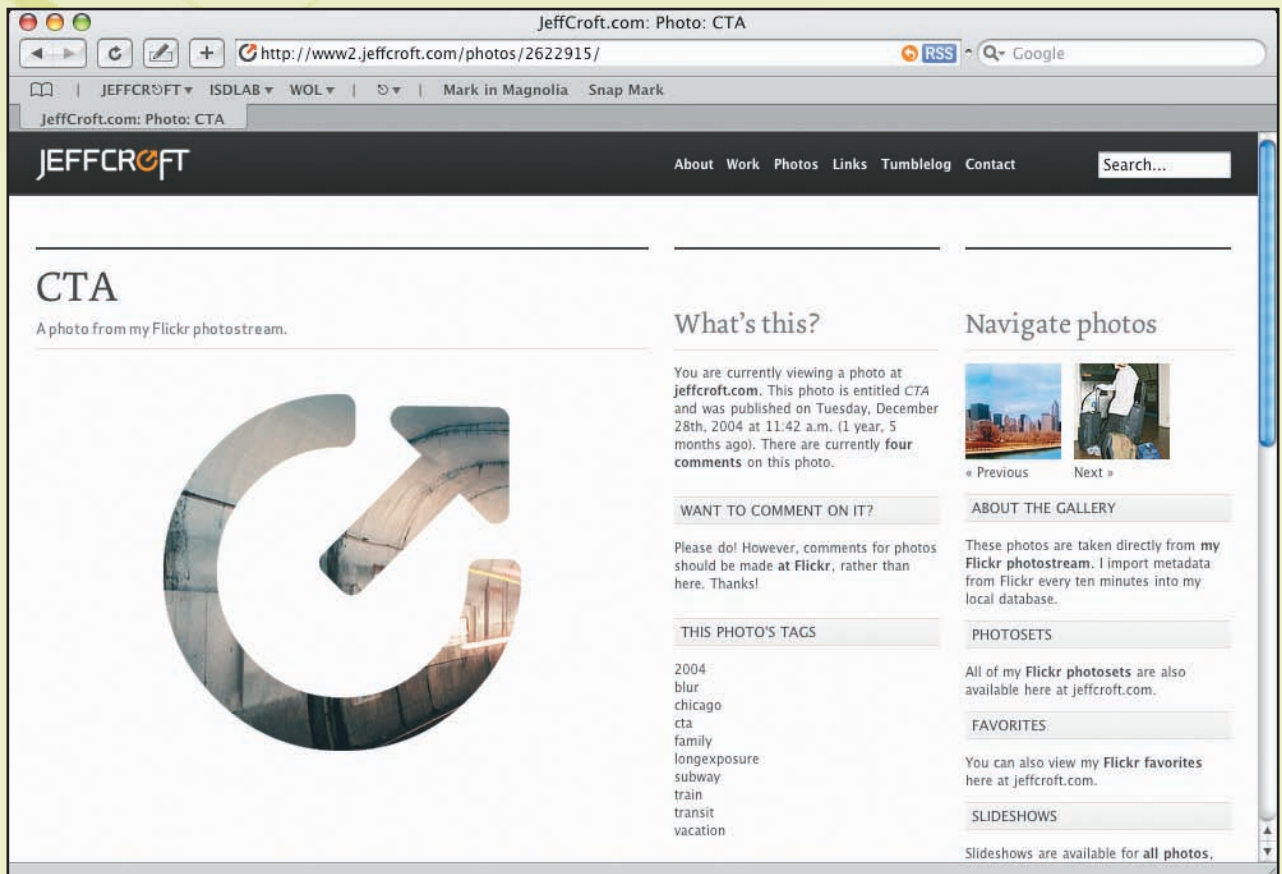 JeffCroft.com: Photo: CTA
http://www2.jeffcroft.com/photos/2622915/
RSS
Google
JEFFCROFT
ISDLAB
WOL
Mark in Magnolia
Snap Mark
JeffCroft.com: Photo: CTA
JEFFCROFT
About Work Photos Links Tumblelog Contact
Search...
CTA
A photo from my Flickr photostream.
What's this?
You are currently viewing a photo at
jeffcroft.com. This photo is entitled CTA
and was published on Tuesday, December
28th, 2004 at 11:42 a.m. (1 year, 5
months ago). There are currently four
comments on this photo.
WANT TO COMMENT ON IT?
Please do! However, comments for photos
should be made at Flickr, rather than
here. Thanks!
THIS PHOTO'S TAGS
2004
blur
chicago
cta
family
longexposure
subway
train
transit
vacation
Navigate photos
« Previous
Next »
ABOUT THE GALLERY
These photos are taken directly from my
Flickr photostream. I import metadata
from Flickr every ten minutes into my
local database.
PHOTOSETS
All of my Flickr photosets are also
available here at jeffcroft.com.
FAVORITES
You can also view my Flickr favorites
here at jeffcroft.com.
SLIDESHOWS
Slideshows are available for all photos,